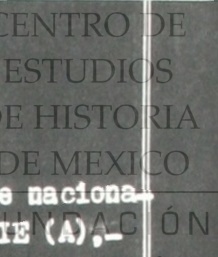 CENTRO DE
ESTUDIOS
DE HISTORIA
DE MEXICO
e naciona-
TE (A),-